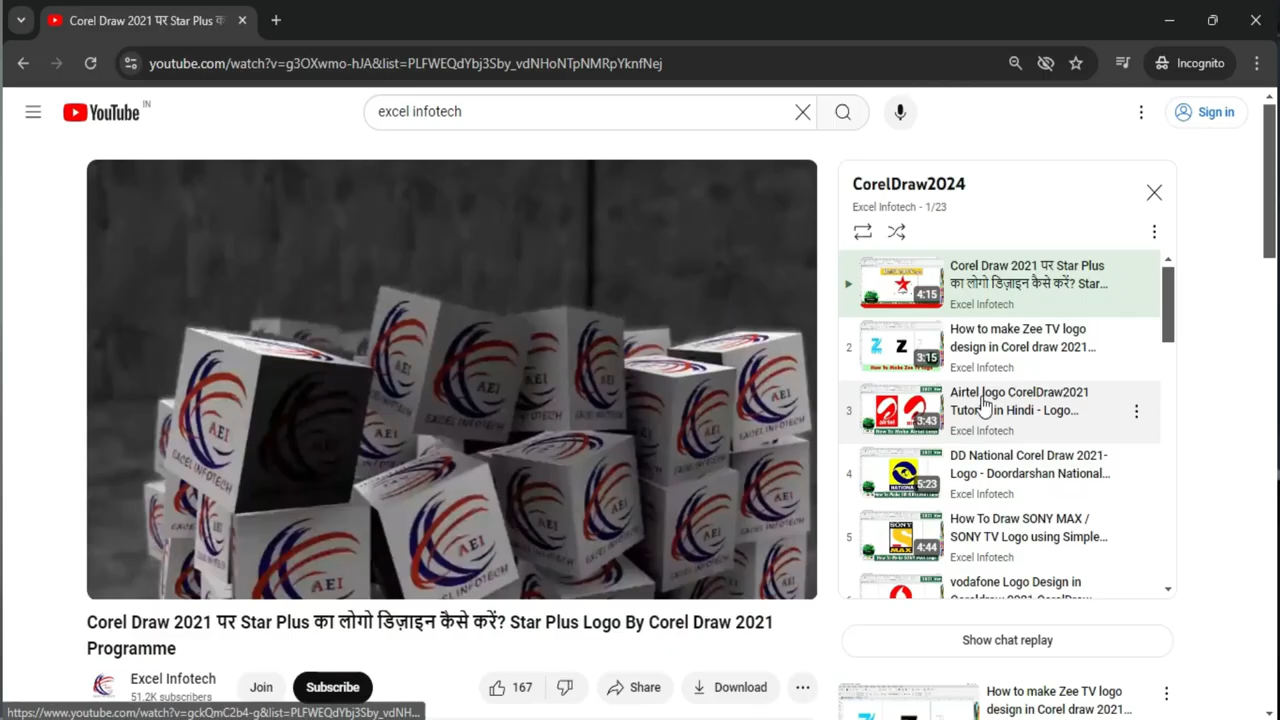 Corel Draw 2021 पर Star Plus क
youtube.com/watch?v=g3OXwmo-hJA&list=PLFWEQdYbj3Sby_vdNHoNTpNMRpYknfNej
Incognito
YouTube IN
excel infotech
Sign in
CorelDraw2024
Excel Infotech - 1/23
Corel Draw 2021 पर Star Plus
का लोगो डिज़ाइन कैसे करें? Star...
Excel Infotech
4:15
2
How to make Zee TV logo
design in Corel draw 2021...
Excel Infotech
3:15
3
Airtel logo CorelDraw2021
Tutor in Hindi - Logo...
Excel Infotech
airtel
3:43
4
DD National Corel Draw 2021-
Logo - Doordarshan National...
Excel Infotech
NATIONAL
5:23
5
How To Draw SONY MAX /
SONY TV Logo using Simple...
Excel Infotech
SONY
MAX
4:44
vodafone Logo Design in
Coreldraw 2021 CorelDraw
AEI
EXCEL INFOTECH
Corel Draw 2021 पर Star Plus का लोगो डिज़ाइन कैसे करें? Star Plus Logo By Corel Draw 2021
Programme
Excel Infotech
51.2K subscribers
Join
Subscribe
167
Share
Download
Show chat replay
How to make Zee TV logo
design in Corel draw 2021...
https://www.youtube.com/watch?v=gckQmC2b4-g&list=PLFWEQdYbj3Sby_vdNH...